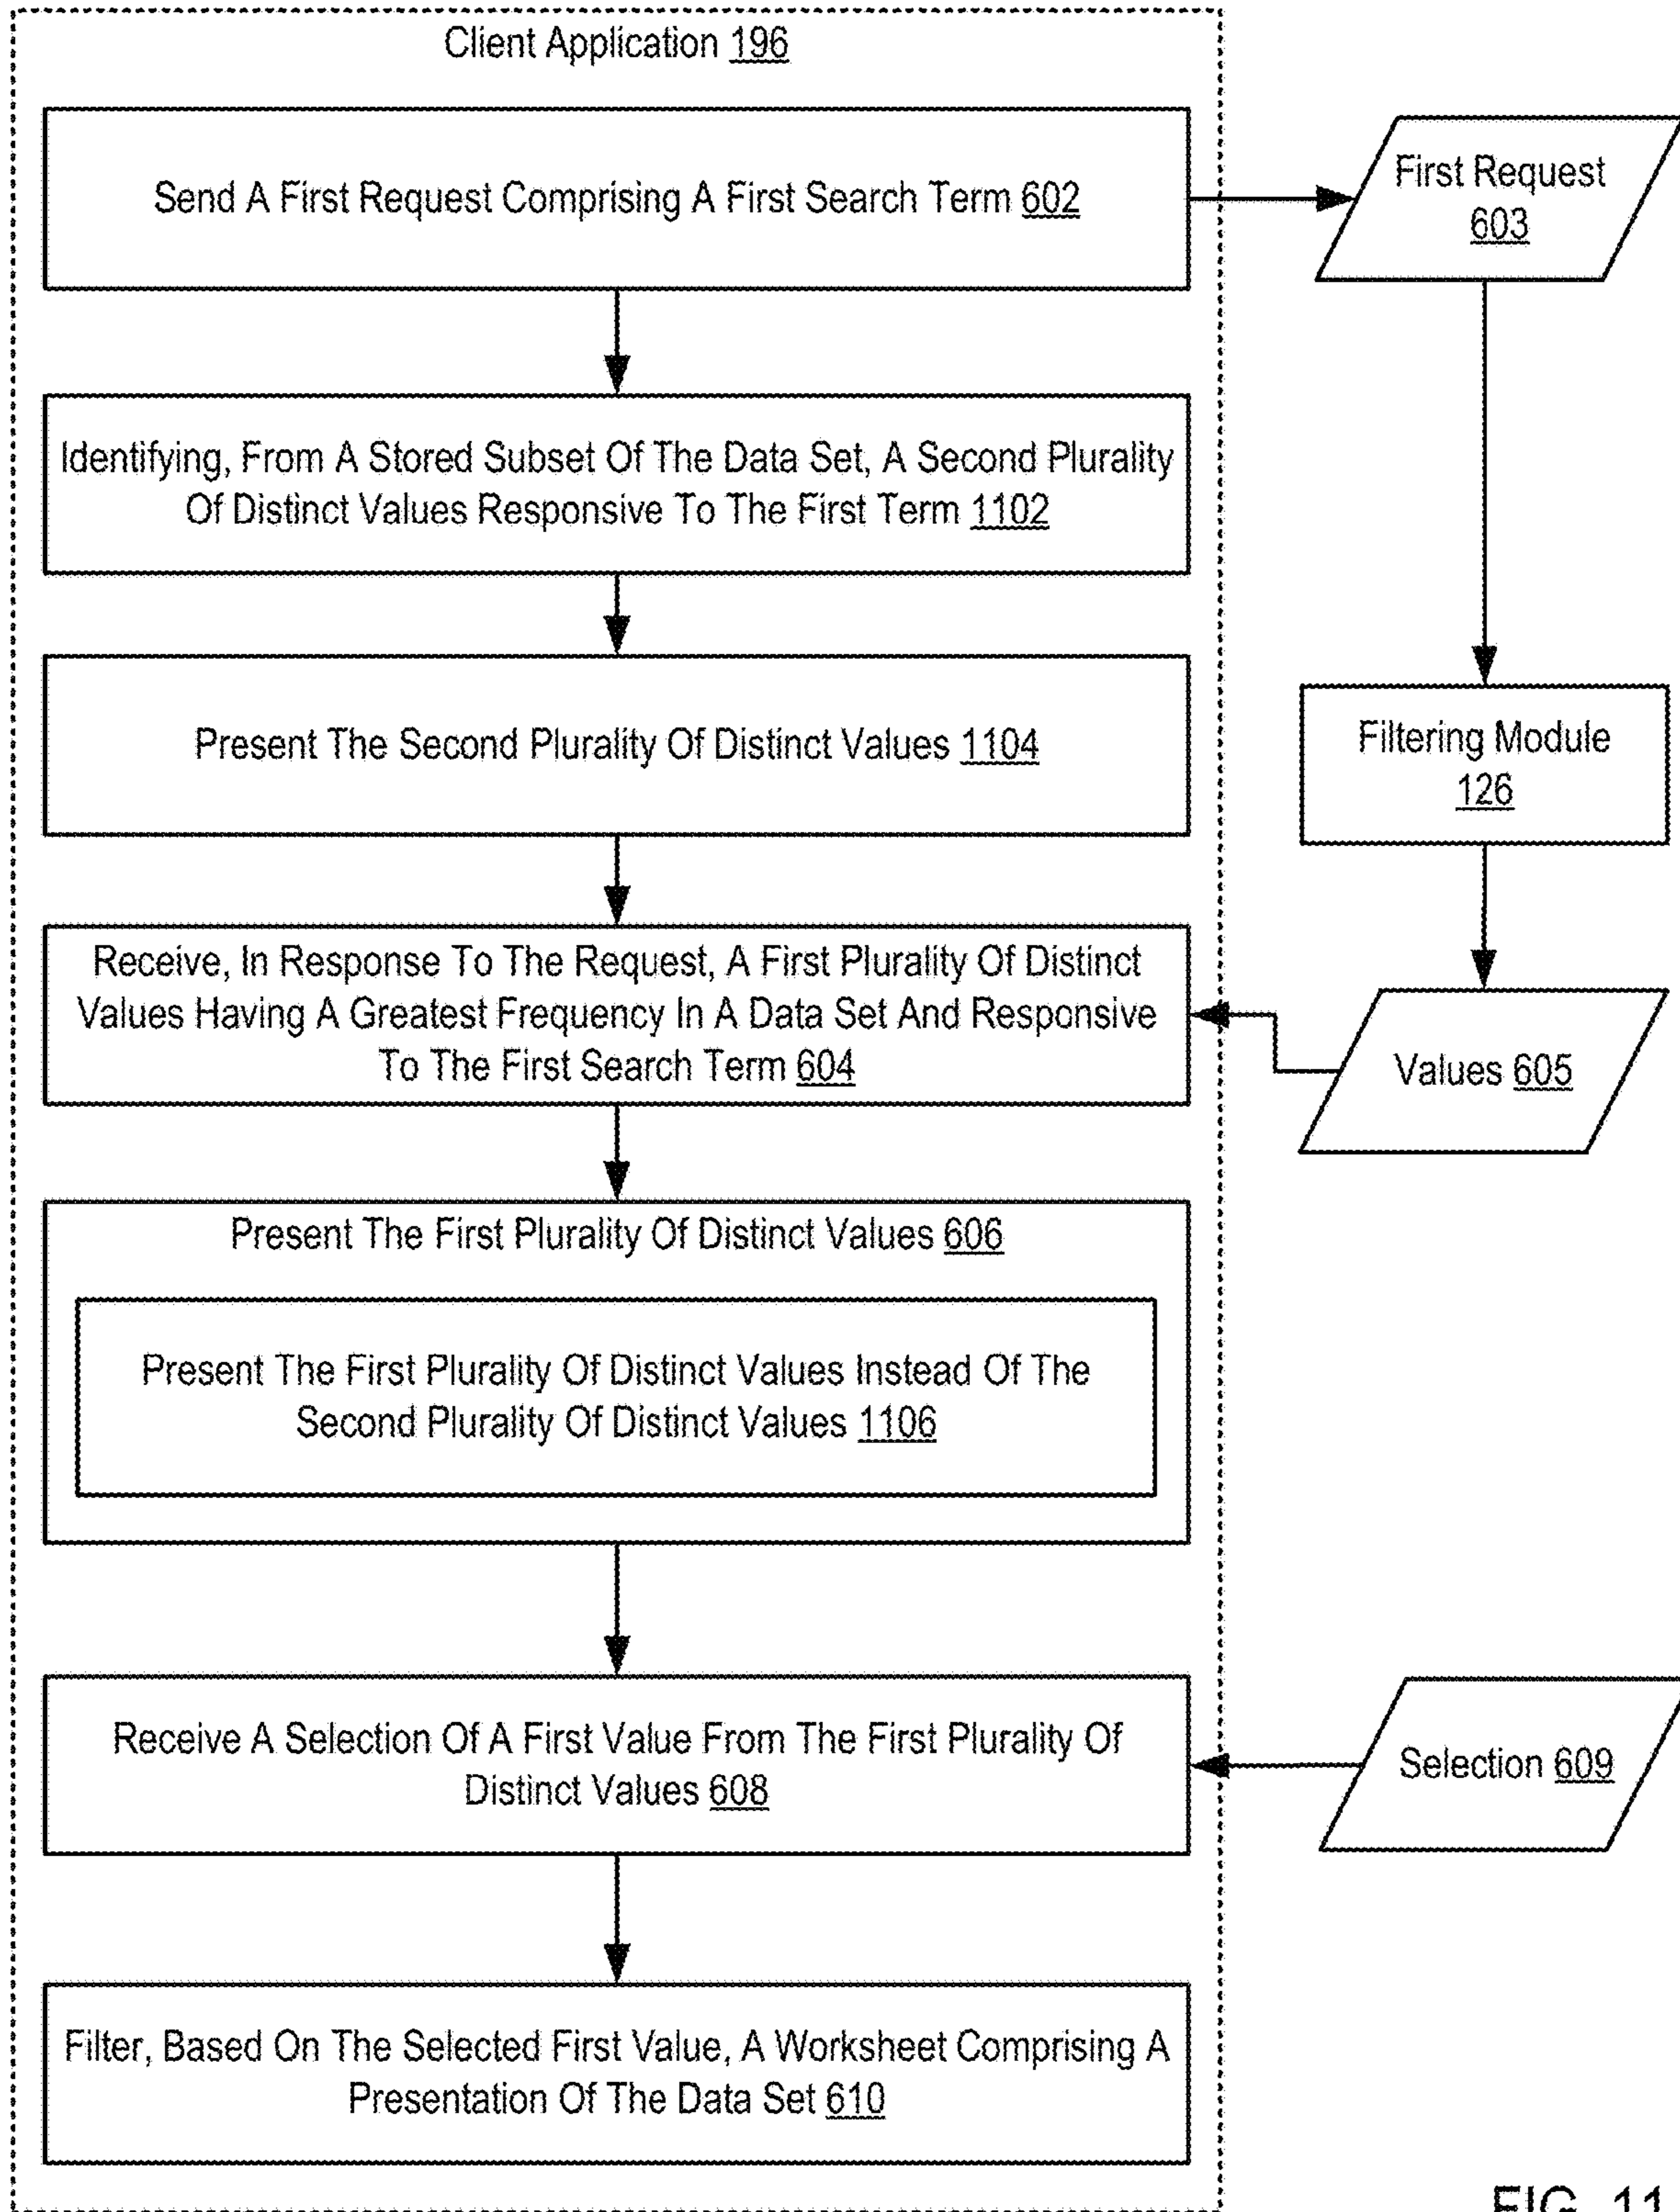 Client Application 196
Send A First Request Comprising A First Search Term 602
First Request
603
Identifying, From A Stored Subset Of The Data Set, A Second Plurality
Of Distinct Values Responsive To The First Term 1102
Present The Second Plurality Of Distinct Values 1104
Filtering Module
126
Receive, In Response To The Request, A First Plurality Of Distinct
Values Having A Greatest Frequency In A Data Set And Responsive
To The First Search Term 604
Values 605
Present The First Plurality Of Distinct Values 606
Present The First Plurality Of Distinct Values Instead Of The
Second Plurality Of Distinct Values 1106
Receive A Selection Of A First Value From The First Plurality Of
Distinct Values 608
Selection 609
Filter, Based On The Selected First Value, A Worksheet Comprising A
Presentation Of The Data Set 610
FIG. 11